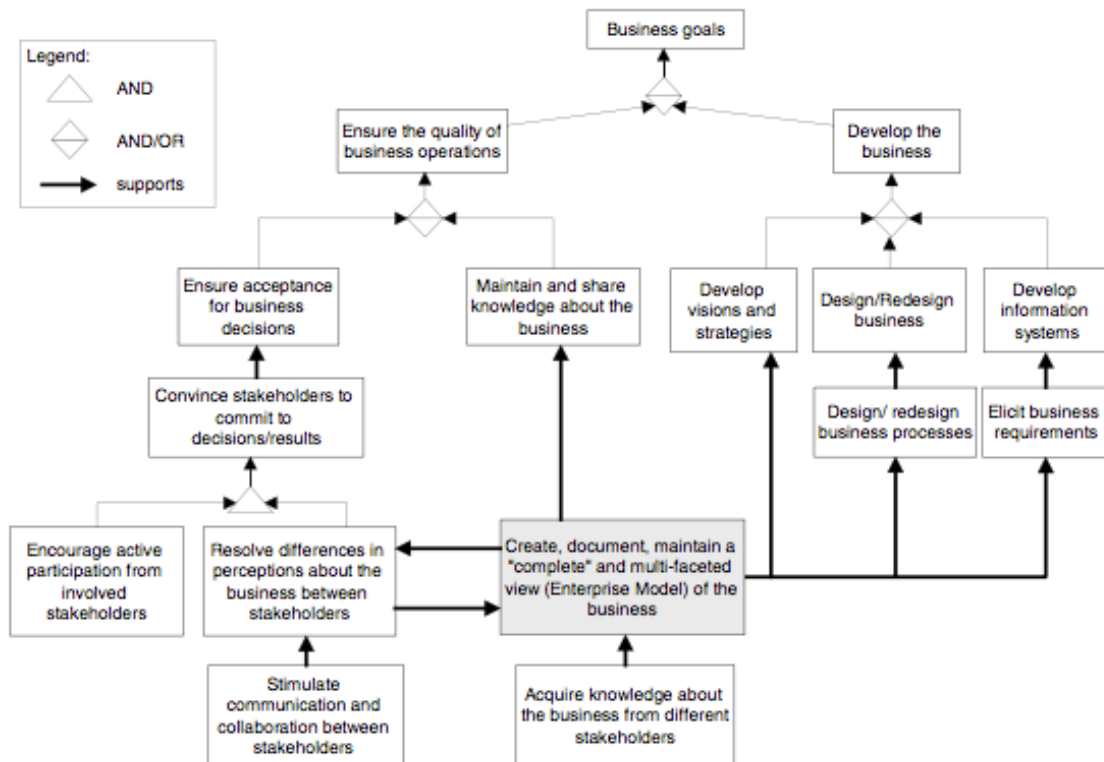 Business goals
Legend:
AND
AND/OR
supports
Ensure the quality of
business operations
Develop the
business
Ensure acceptance
for business
decisions
Maintain and share
knowledge about the
business
Develop
visions and
strategies
Design/Redesign
business
Develop
information
systems
Convince stakeholders to
commit to
decisions/results
Design/ redesign
business processes
Elicit business
requirements
Encourage active
participation from
involved
stakeholders
Resolve differences in
perceptions about the
business between
stakeholders
Create, document, maintain a
"complete" and multi-faceted
view (Enterprise Model) of the
business
Stimulate
communication and
collaboration between
stakeholders
Acquire knowledge about
the business from different
stakeholders